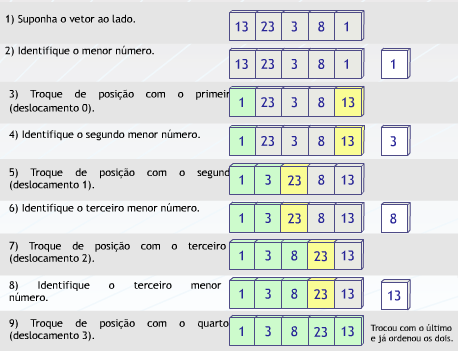 1) Suponha o vetor ao lado.
13 23 3 8 1
2) Identifique o menor número.
13 23 3 8 1 1
3) Troque de posição com o primeir
(deslocamento 0).
1 23 3 8 13
4) Identifique o segundo menor número.
1 23 3 8 13 3
5) Troque de posição com o segund
(deslocamento 1).
1 3 23 8 13
6) Identifique o terceiro menor número.
1 3 23 8 13 8
7) Troque de posição com o terceiro
(deslocamento 2).
1 3 8 23 13
8) Identifique o terceiro menor
número.
1 3 8 23 13 13
9) Troque de posição com o quarto
(deslocamento 3).
1 3 8 23 13
Trocou com o último
e já ordenou os dois.